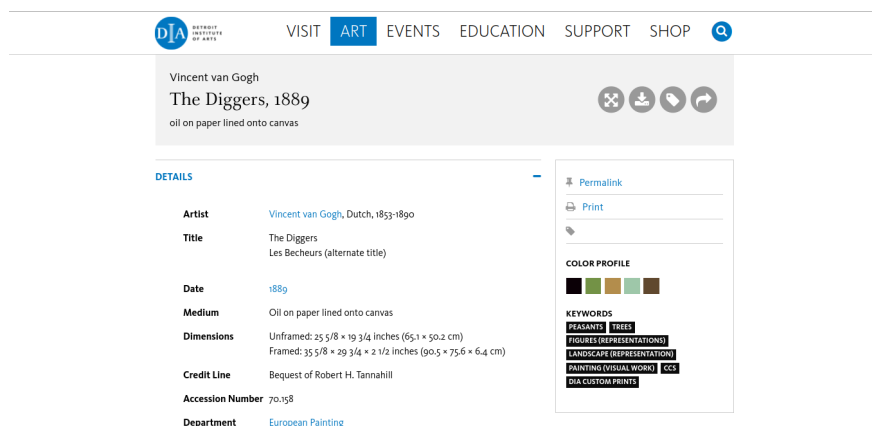 DIA DETROIT
INSTITUTE
OF ARTS
VISIT ART EVENTS EDUCATION SUPPORT SHOP
Vincent van Gogh
The Diggers, 1889
oil on paper lined onto canvas
DETAILS
Artist Vincent van Gogh, Dutch, 1853-1890
Title The Diggers
Les Becheurs (alternate title)
Date 1889
Medium Oil on paper lined onto canvas
Dimensions Unframed: 25 5/8 × 19 3/4 inches (65.1 × 50.2 cm)
Framed: 35 5/8 × 29 3/4 × 2 1/2 inches (90.5 × 75.6 × 6.4 cm)
Credit Line Bequest of Robert H. Tannahill
Accession Number 70.158
Department European Painting
Permalink
Print
COLOR PROFILE
KEYWORDS
PEASANTS TREES
FIGURES (REPRESENTATIONS)
LANDSCAPE (REPRESENTATION)
PAINTING (VISUAL WORK) CCS
DIA CUSTOM PRINTS